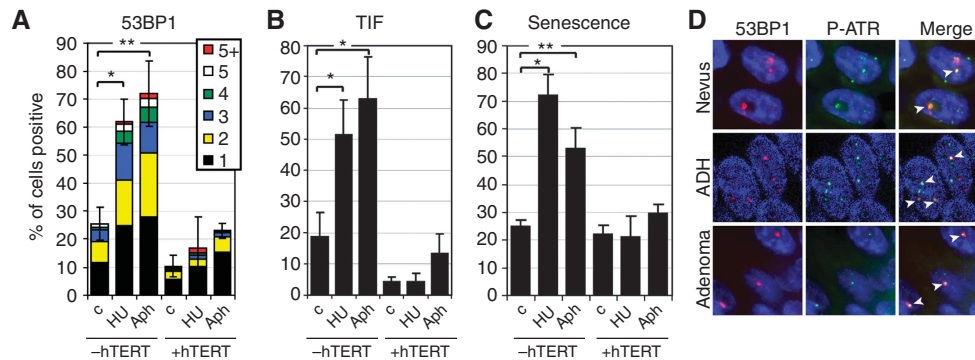 A
53BP1
% of cells positive
90
80
70
60
50
40
30
20
10
0
5+
5
4
3
2
1
**
*
c
HU
Aph
c
HU
Aph
–hTERT
+hTERT
B
TIF
80
70
60
50
40
30
20
10
0
*
*
c
HU
Aph
c
HU
Aph
–hTERT
+hTERT
C
Senescence
90
80
70
60
50
40
30
20
10
0
**
*
c
HU
Aph
c
HU
Aph
–hTERT
+hTERT
D
53BP1 P-ATR Merge
Nevus
ADH
Adenoma